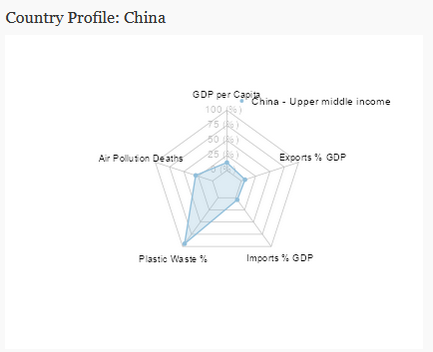 Country Profile: China
GDP per Capita
China - Upper middle income
100 (%)
75 (%)
50 (%)
25 (%)
0 (%)
Air Pollution Deaths
Exports % GDP
Plastic Waste %
Imports % GDP